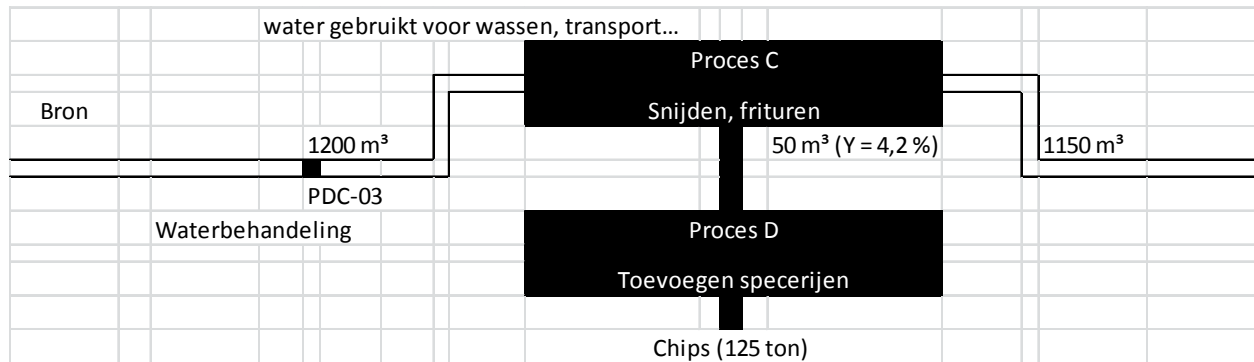 water gebruikt voor wassen, transport...
Proces C
Bron
Snijden, frituren
1200 m³
50 m³ (Y = 4,2 %)
1150 m³
PDC-03
Waterbehandeling
Proces D
Toevoegen specerijen
Chips (125 ton)